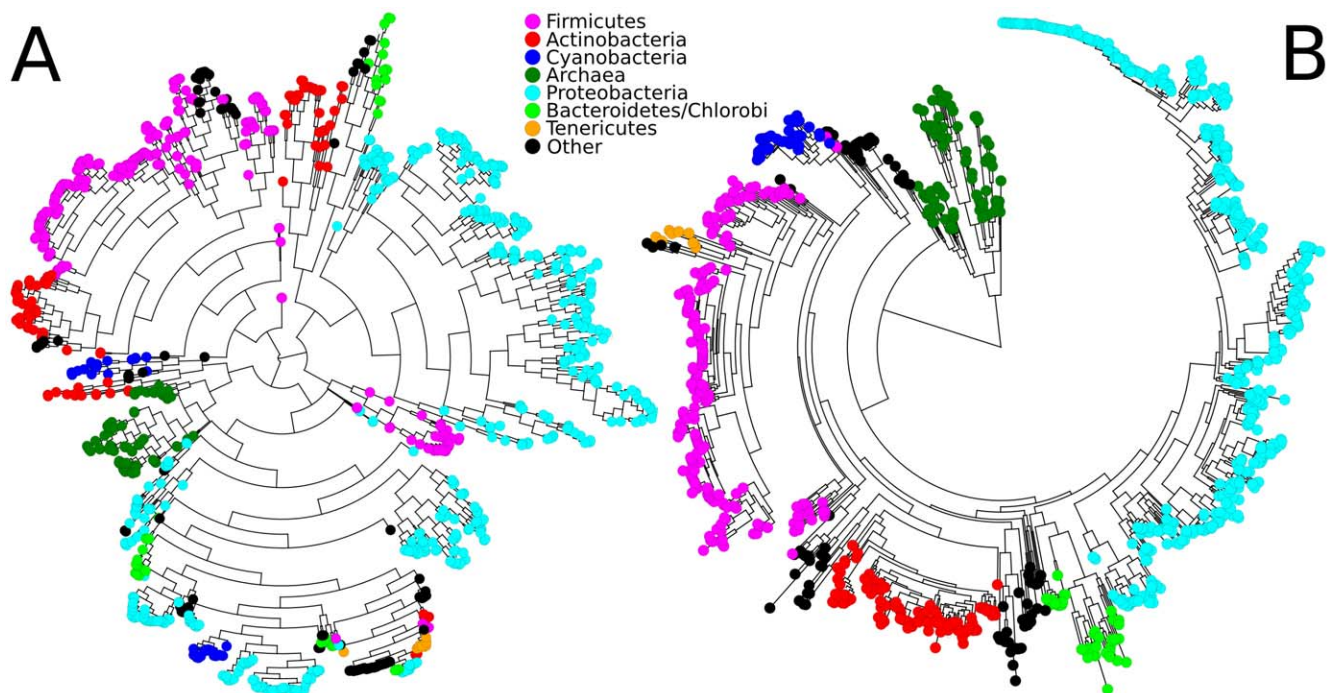 A
Firmicutes
Actinobacteria
Cyanobacteria
Archaea
Proteobacteria
Bacteroidetes/Chlorobi
Tenericutes
Other
B